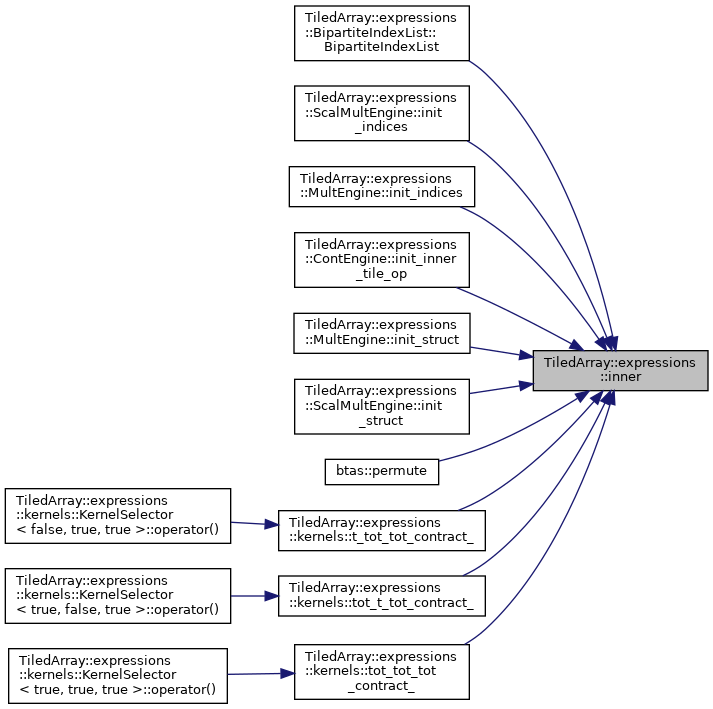 TiledArray::expressions
::BipartiteIndexList::
BipartiteIndexList
TiledArray::expressions
::ScalMultEngine::init
_indices
TiledArray::expressions
::MultEngine::init_indices
TiledArray::expressions
::ContEngine::init_inner
_tile_op
TiledArray::expressions
::MultEngine::init_struct
TiledArray::expressions
::inner
TiledArray::expressions
::ScalMultEngine::init
_struct
btas::permute
TiledArray::expressions
::kernels::KernelSelector
< false, true, true >::operator()
TiledArray::expressions
::kernels::t_tot_tot_contract_
TiledArray::expressions
::kernels::KernelSelector
< true, false, true >::operator()
TiledArray::expressions
::kernels::tot_t_tot_contract_
TiledArray::expressions
::kernels::KernelSelector
< true, true, true >::operator()
TiledArray::expressions
::kernels::tot_tot_tot
_contract_